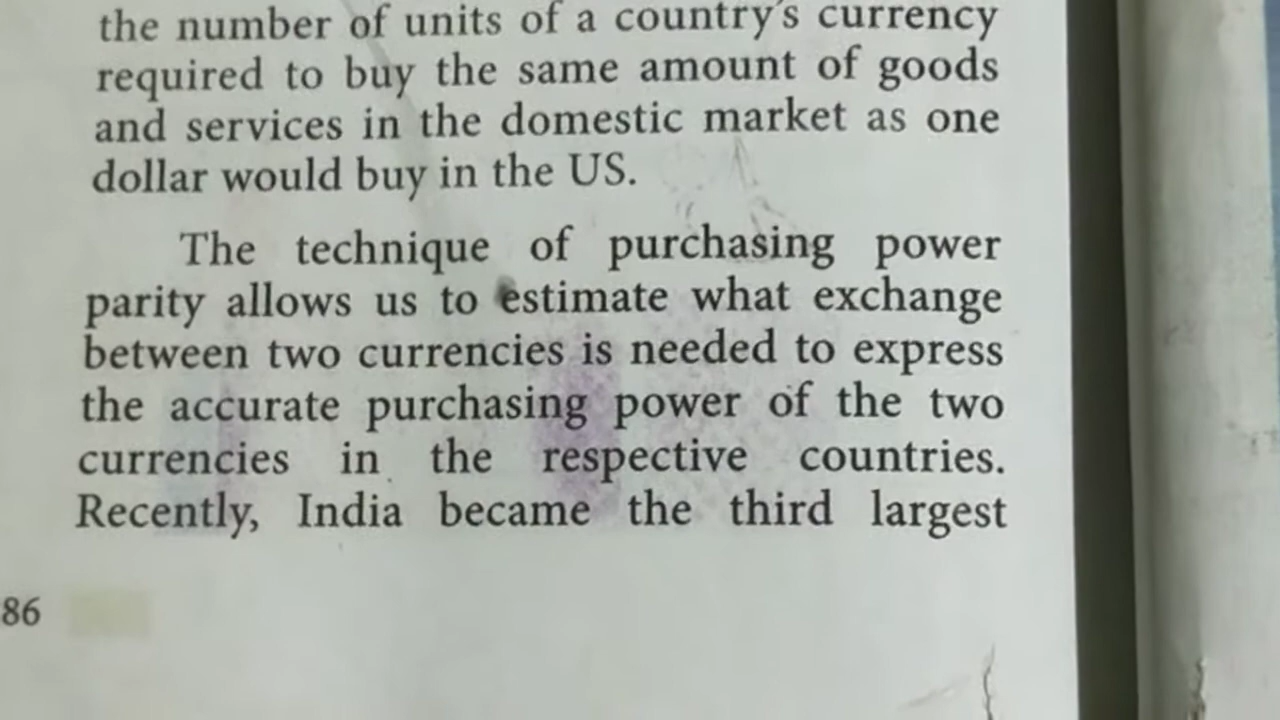 the number of units of a country's currency
required to buy the same amount of goods
and services in the domestic market as one
dollar would buy in the US.
The technique of purchasing power
parity allows us to estimate what exchange
between two currencies is needed to express
the accurate purchasing power of the two
currencies in the respective countries.
Recently, India became the third largest
86